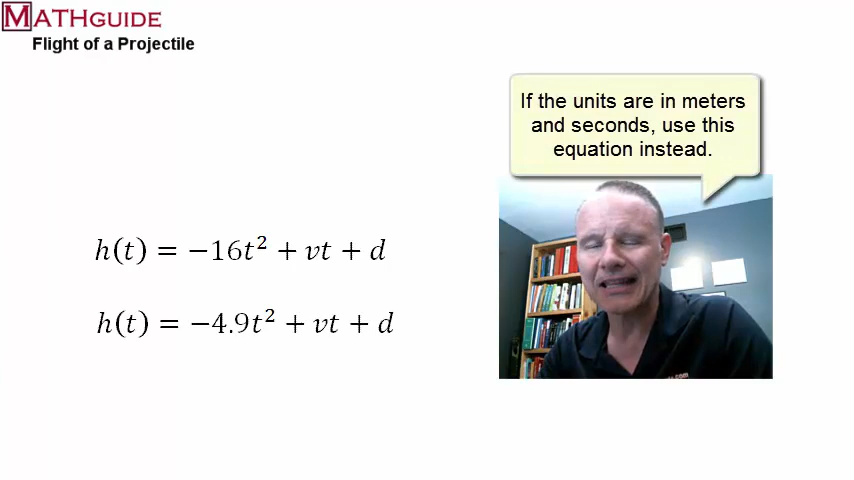 MATHGUIDE
Flight of a Projectile
If the units are in meters
and seconds, use this
equation instead.
h(t) = −16t² + vt + d
h(t) = −4.9t² + vt + d